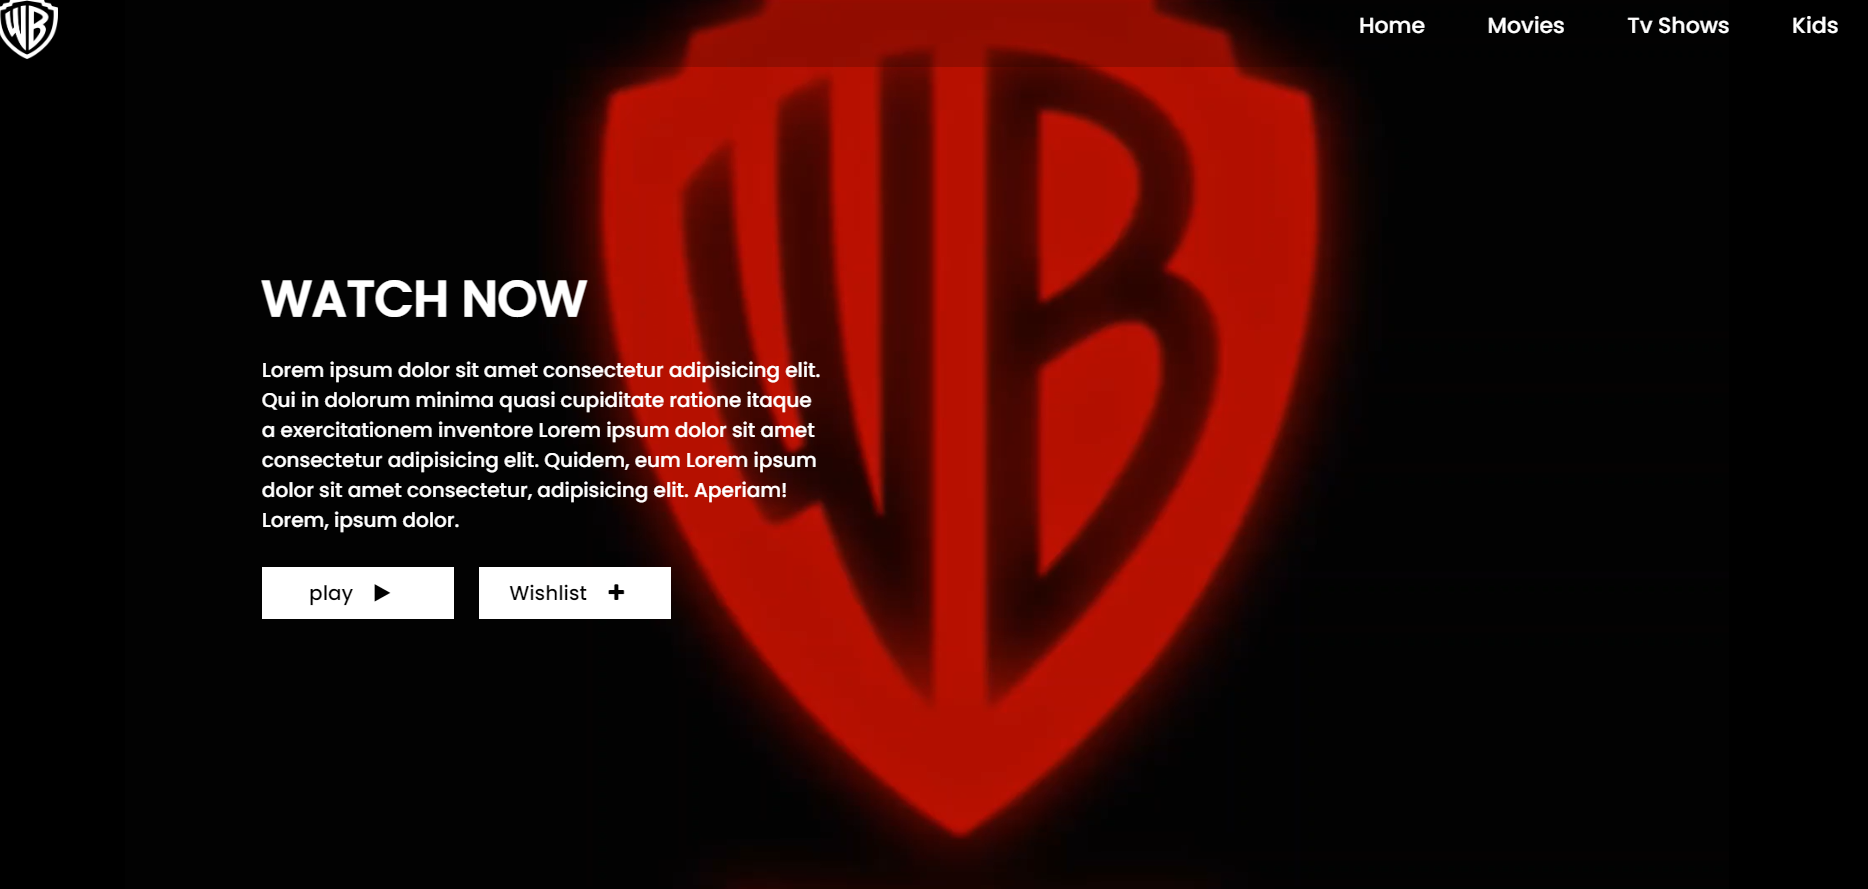 WB
Home Movies Tv Shows Kids
WB
WATCH NOW
Lorem ipsum dolor sit amet consectetur adipisicing elit.
Qui in dolorum minima quasi cupiditate ratione itaque
a exercitationem inventore Lorem ipsum dolor sit amet
consectetur adipisicing elit. Quidem, eum Lorem ipsum
dolor sit amet consectetur, adipisicing elit. Aperiam!
Lorem, ipsum dolor.
play
Wishlist